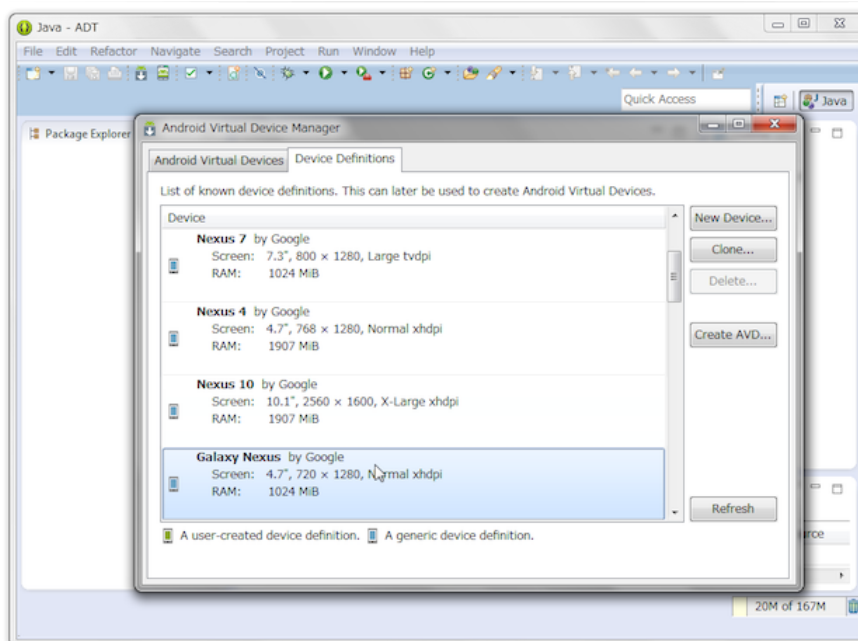 Java - ADT
File Edit Refactor Navigate Search Project Run Window Help
Quick Access
Java
Package Explorer
Android Virtual Device Manager
Android Virtual Devices
Device Definitions
List of known device definitions. This can later be used to create Android Virtual Devices.
Device
New Device...
Nexus 7 by Google
Screen: 7.3", 800 × 1280, Large tvdpi
RAM: 1024 MiB
Clone...
Delete...
Nexus 4 by Google
Screen: 4.7", 768 × 1280, Normal xhdpi
RAM: 1907 MiB
Create AVD...
Nexus 10 by Google
Screen: 10.1", 2560 × 1600, X-Large xhdpi
RAM: 1907 MiB
Galaxy Nexus by Google
Screen: 4.7", 720 × 1280, Normal xhdpi
RAM: 1024 MiB
Refresh
A user-created device definition. A generic device definition.
urce
20M of 167M